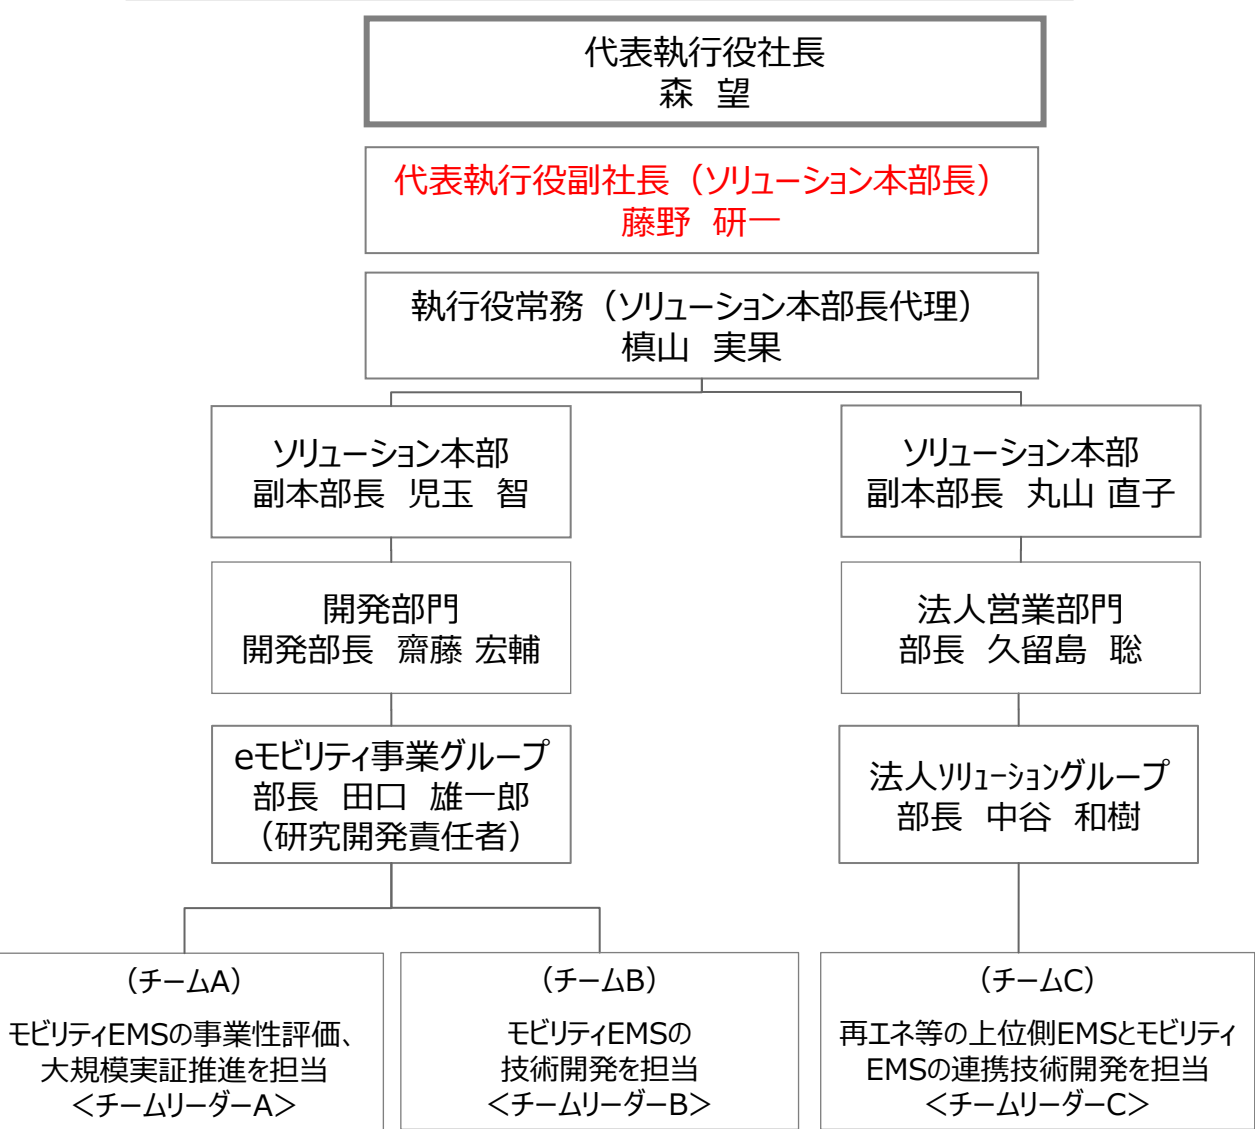 代表執行役社長
森 望
代表執行役副社長（ソリューション本部長）
藤野 研一
執行役常務（ソリューション本部長代理）
槙山 実果
ソリューション本部
副本部長 児玉 智
ソリューション本部
副本部長 丸山 直子
開発部門
開発部長 齋藤 宏輔
法人営業部門
部長 久留島 聡
eモビリティ事業グループ
部長 田口 雄一郎
（研究開発責任者）
法人ソリューショングループ
部長 中谷 和樹
（チームA）
モビリティEMSの事業性評価、
大規模実証推進を担当
＜チームリーダーA＞
（チームB）
モビリティEMSの
技術開発を担当
＜チームリーダーB＞
（チームC）
再エネ等の上位側EMSとモビリティ
EMSの連携技術開発を担当
＜チームリーダーC＞